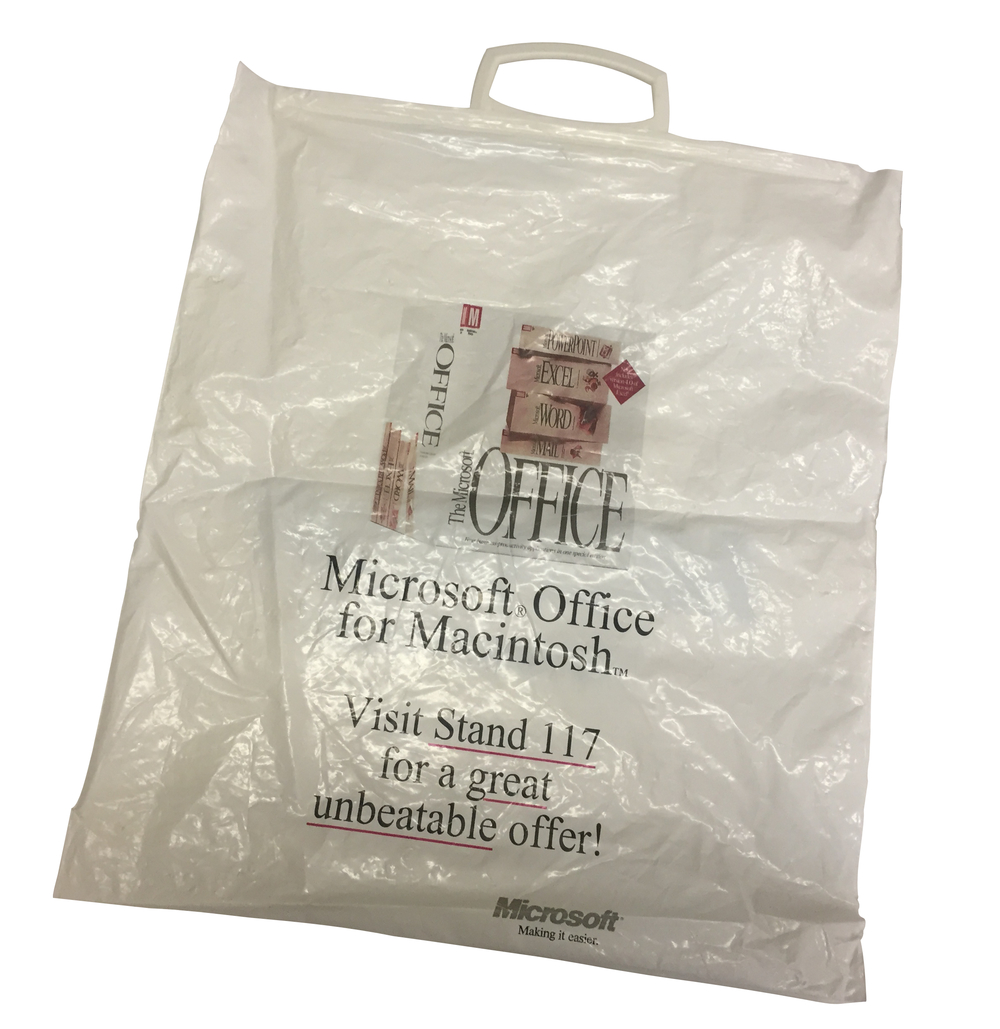 M
OFFICE
POWERPOINT
EXCEL
WORD
MAIL
The Microsoft
OFFICE
Microsoft® Office
for Macintosh™
Visit Stand 117
for a great
unbeatable offer!
Microsoft
Making it easier.